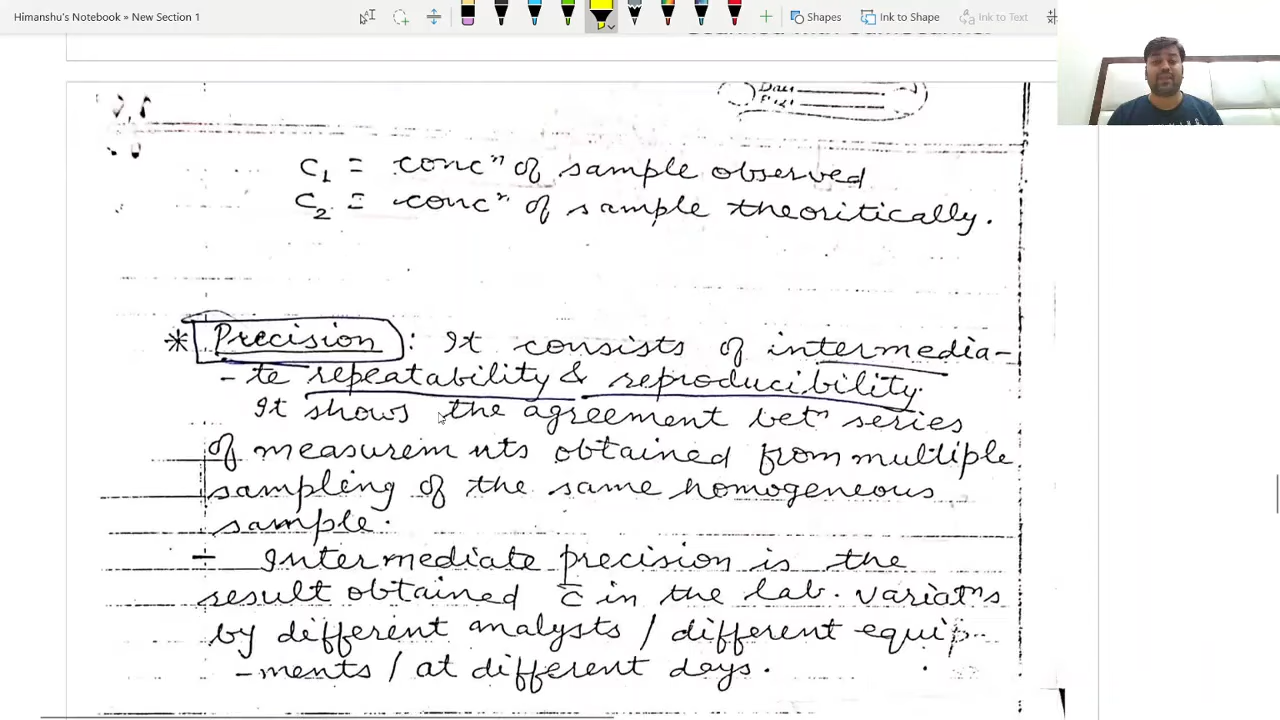 Himanshu's Notebook » New Section 1
Shapes
Ink to Shape
Ink to Text
Date
Page
C₁ = concⁿ of sample observed
C₂ = concⁿ of sample theoritically.
* Precision : It consists of intermedia-
-te repeatability & reproducibility.
It shows the agreement betⁿ series
of measurements obtained from multiple
sampling of the same homogeneous
sample.
- Intermediate precision is the
result obtained c̄ in the lab. variatⁿs
by different analysts / different equip-
-ments / at different days.